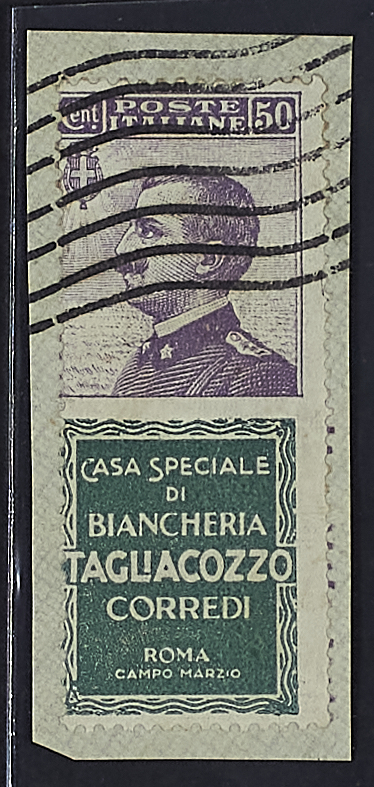 Cent. POSTE ITALIANE 50
CASA SPECIALE
DI
BIANCHERIA
TAGLIACOZZO
CORREDI
ROMA
CAMPO MARZIO